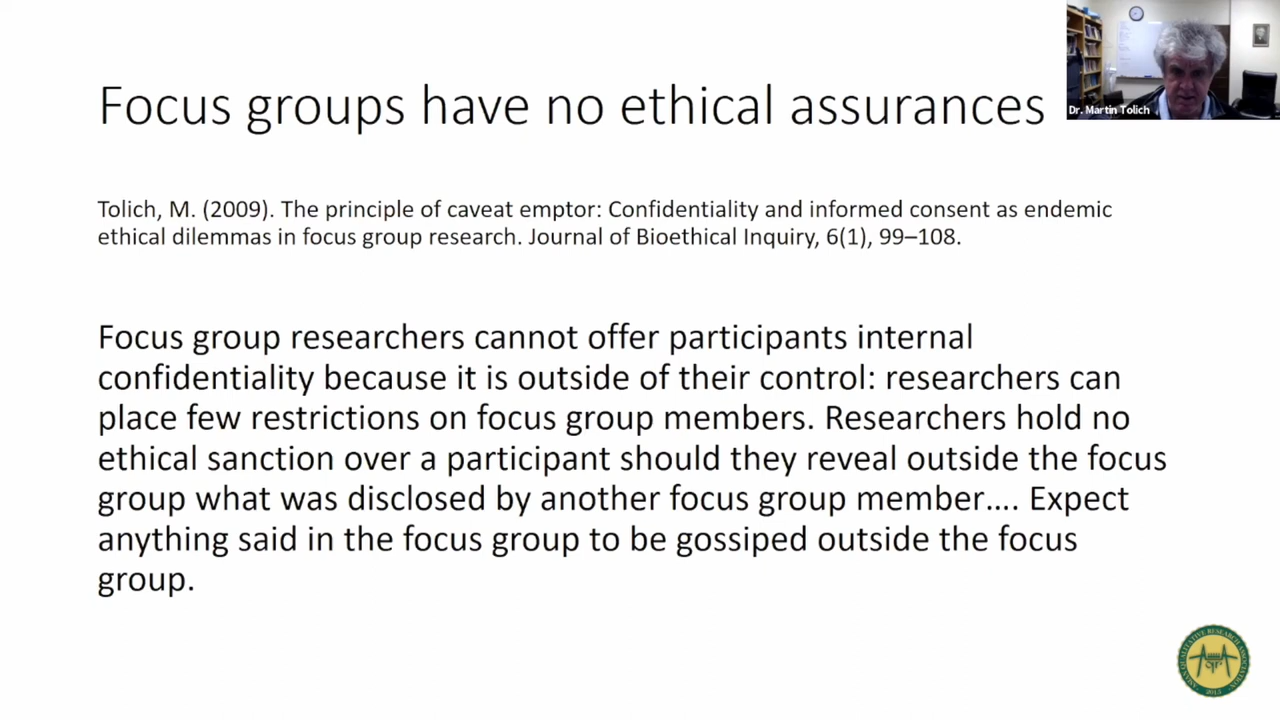 Focus groups have no ethical assurances
Dr. Martin Tolich
Tolich, M. (2009). The principle of caveat emptor: Confidentiality and informed consent as endemic
ethical dilemmas in focus group research. Journal of Bioethical Inquiry, 6(1), 99–108.
Focus group researchers cannot offer participants internal
confidentiality because it is outside of their control: researchers can
place few restrictions on focus group members. Researchers hold no
ethical sanction over a participant should they reveal outside the focus
group what was disclosed by another focus group member…. Expect
anything said in the focus group to be gossiped outside the focus
group.
ASIAN QUALITATIVE RESEARCH ASSOCIATION